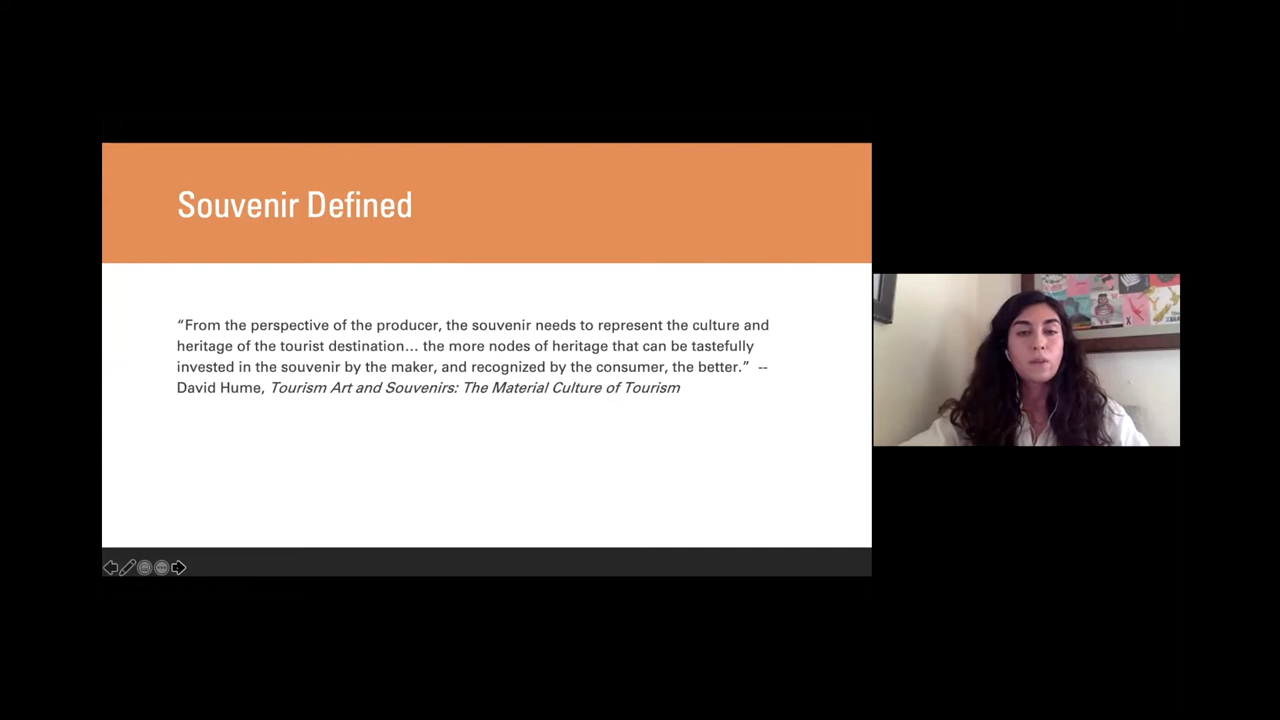 Souvenir Defined
“From the perspective of the producer, the souvenir needs to represent the culture and
heritage of the tourist destination… the more nodes of heritage that can be tastefully
invested in the souvenir by the maker, and recognized by the consumer, the better.” --
David Hume, Tourism Art and Souvenirs: The Material Culture of Tourism